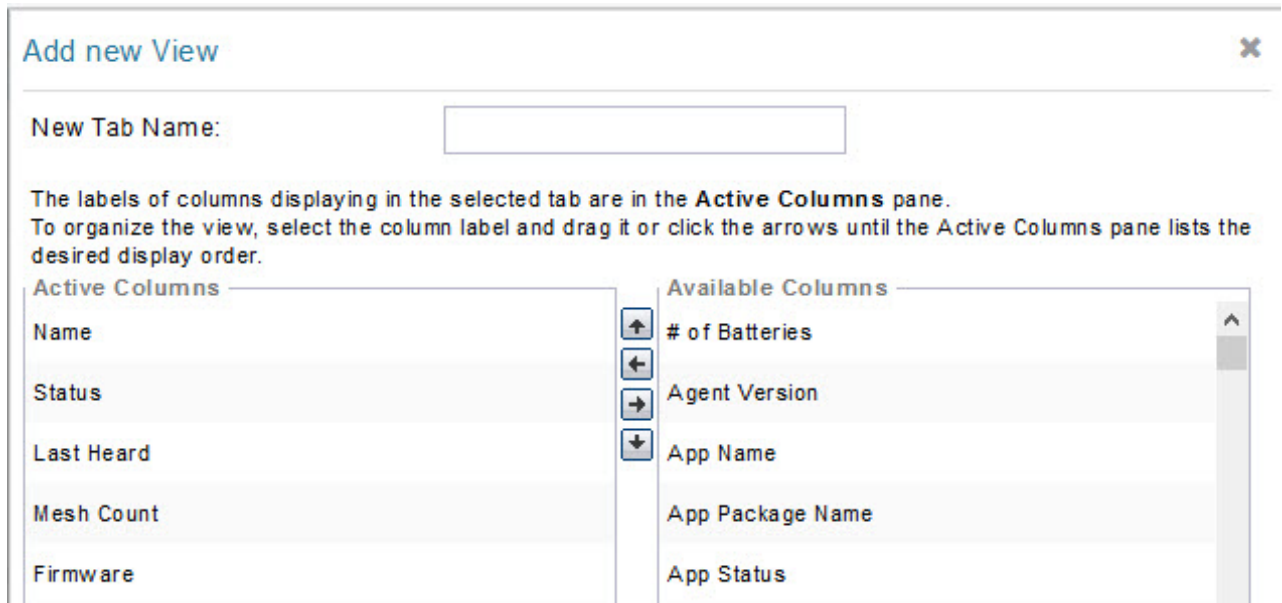 Add new View
New Tab Name:
The labels of columns displaying in the selected tab are in the Active Columns pane.
To organize the view, select the column label and drag it or click the arrows until the Active Columns pane lists the
desired display order.
Active Columns
Name
Status
Last Heard
Mesh Count
Firmware
Available Columns
# of Batteries
Agent Version
App Name
App Package Name
App Status